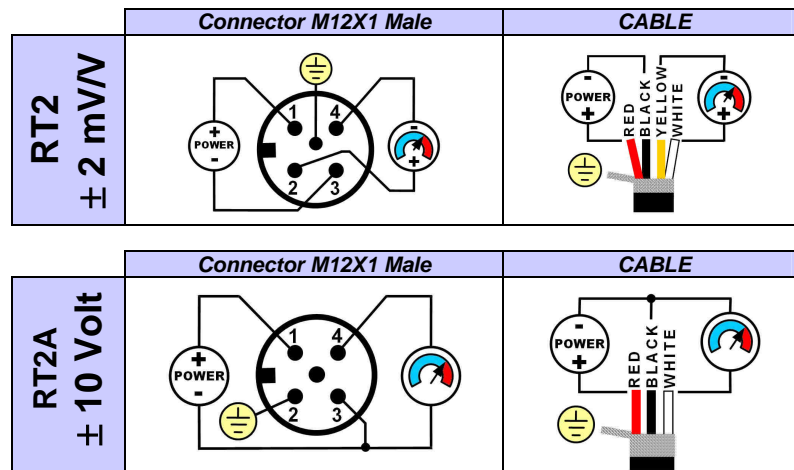 Connector M12X1 Male
CABLE
RT2
± 2 mV/V
+
POWER
-
1
4
2
3
-
+
-
POWER
+
RED
BLACK
YELLOW
WHITE
-
+
Connector M12X1 Male
CABLE
RT2A
± 10 Volt
+
POWER
-
1
4
2
3
-
POWER
+
RED
BLACK
WHITE